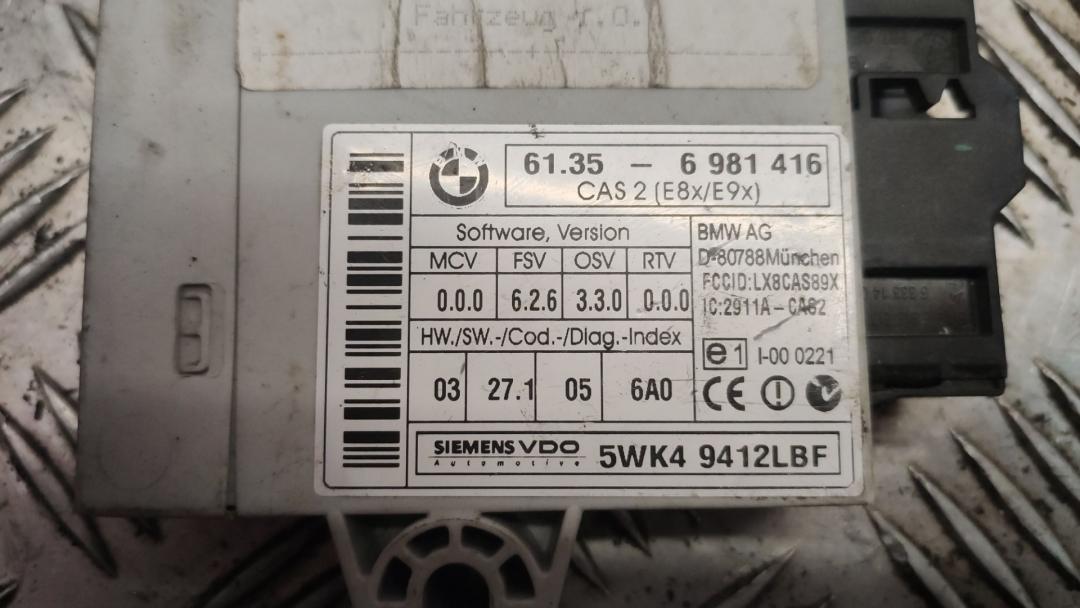 Fahrzeug i.O.
BMW
61.35 – 6 981 416
CAS 2 (E8x/E9x)
Software, Version
MCV FSV OSV RTV
0.0.0 6.2.6 3.3.0 0.0.0
HW./SW.-/Cod.-/Diag.-Index
03 27.1 05 6A0
BMW AG
D-80788München
FCCID:LX8CAS89X
IC:2911A-CAS2
e1 I-00 0221
CE
SIEMENS VDO
Automotive
5WK4 9412LBF